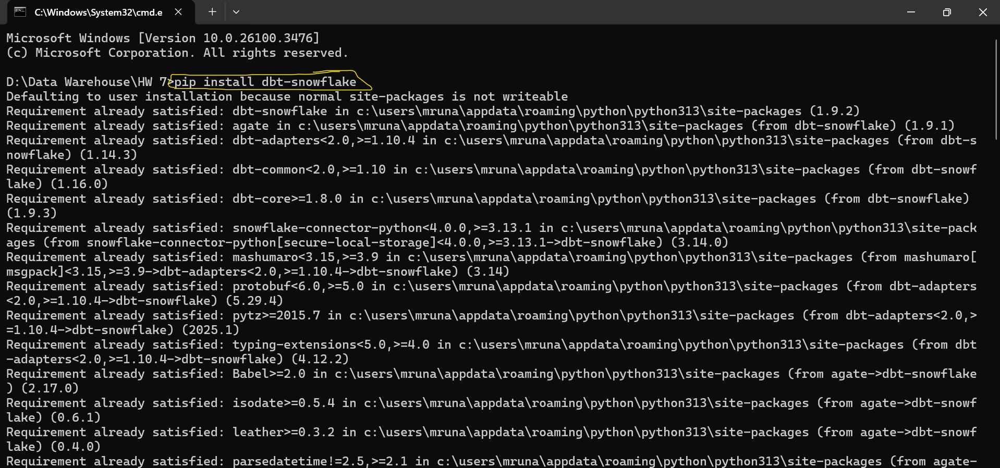 C:\Windows\System32\cmd.e
Microsoft Windows [Version 10.0.26100.3476]
(c) Microsoft Corporation. All rights reserved.
D:\Data Warehouse\HW 7>pip install dbt-snowflake
Defaulting to user installation because normal site-packages is not writeable
Requirement already satisfied: dbt-snowflake in c:\users\mruna\appdata\roaming\python\python313\site-packages (1.9.2)
Requirement already satisfied: agate in c:\users\mruna\appdata\roaming\python\python313\site-packages (from dbt-snowflake) (1.9.1)
Requirement already satisfied: dbt-adapters<2.0,>=1.10.4 in c:\users\mruna\appdata\roaming\python\python313\site-packages (from dbt-s
nowflake) (1.14.3)
Requirement already satisfied: dbt-common<2.0,>=1.10 in c:\users\mruna\appdata\roaming\python\python313\site-packages (from dbt-snowf
lake) (1.16.0)
Requirement already satisfied: dbt-core>=1.8.0 in c:\users\mruna\appdata\roaming\python\python313\site-packages (from dbt-snowflake)
(1.9.3)
Requirement already satisfied: snowflake-connector-python<4.0.0,>=3.13.1 in c:\users\mruna\appdata\roaming\python\python313\site-pack
ages (from snowflake-connector-python[secure-local-storage]<4.0.0,>=3.13.1->dbt-snowflake) (3.14.0)
Requirement already satisfied: mashumaro<3.15,>=3.9 in c:\users\mruna\appdata\roaming\python\python313\site-packages (from mashumaro[
msgpack]<3.15,>=3.9->dbt-adapters<2.0,>=1.10.4->dbt-snowflake) (3.14)
Requirement already satisfied: protobuf<6.0,>=5.0 in c:\users\mruna\appdata\roaming\python\python313\site-packages (from dbt-adapters
<2.0,>=1.10.4->dbt-snowflake) (5.29.4)
Requirement already satisfied: pytz>=2015.7 in c:\users\mruna\appdata\roaming\python\python313\site-packages (from dbt-adapters<2.0,>
=1.10.4->dbt-snowflake) (2025.1)
Requirement already satisfied: typing-extensions<5.0,>=4.0 in c:\users\mruna\appdata\roaming\python\python313\site-packages (from dbt
-adapters<2.0,>=1.10.4->dbt-snowflake) (4.12.2)
Requirement already satisfied: Babel>=2.0 in c:\users\mruna\appdata\roaming\python\python313\site-packages (from agate->dbt-snowflake
) (2.17.0)
Requirement already satisfied: isodate>=0.5.4 in c:\users\mruna\appdata\roaming\python\python313\site-packages (from agate->dbt-snowf
lake) (0.6.1)
Requirement already satisfied: leather>=0.3.2 in c:\users\mruna\appdata\roaming\python\python313\site-packages (from agate->dbt-snowf
lake) (0.4.0)
Requirement already satisfied: parsedatetime!=2.5,>=2.1 in c:\users\mruna\appdata\roaming\python\python313\site-packages (from agate-